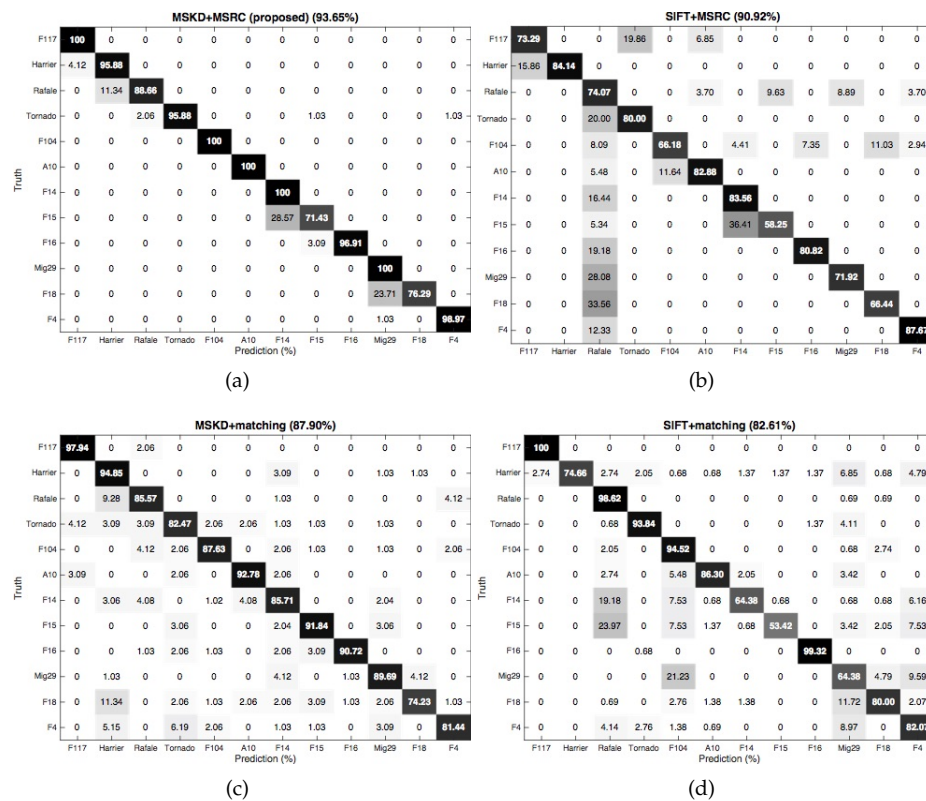 MSKD+MSRC (proposed) (93.65%)
F117 100 0 0 0 0 0 0 0 0 0 0 0
Harrier 4.12 95.88 0 0 0 0 0 0 0 0 0 0
Rafale 0 11.34 88.66 0 0 0 0 0 0 0 0 0
Tornado 0 0 2.06 95.88 0 0 0 1.03 0 0 0 1.03
F104 0 0 0 0 100 0 0 0 0 0 0 0
A10 0 0 0 0 0 100 0 0 0 0 0 0
F14 0 0 0 0 0 0 100 0 0 0 0 0
F15 0 0 0 0 0 0 28.57 71.43 0 0 0 0
F16 0 0 0 0 0 0 0 3.09 96.91 0 0 0
Mig29 0 0 0 0 0 0 0 0 0 100 0 0
F18 0 0 0 0 0 0 0 0 0 23.71 76.29 0
F4 0 0 0 0 0 0 0 0 0 1.03 0 98.97
Truth
F117 Harrier Rafale Tornado F104 A10 F14 F15 F16 Mig29 F18 F4
Prediction (%)
(a)
SIFT+MSRC (90.92%)
F117 73.29 0 0 19.86 0 6.85 0 0 0 0 0 0
Harrier 15.86 84.14 0 0 0 0 0 0 0 0 0 0
Rafale 0 0 74.07 0 0 3.70 0 9.63 0 8.89 0 3.70
Tornado 0 0 20.00 80.00 0 0 0 0 0 0 0 0
F104 0 0 8.09 0 66.18 0 4.41 0 7.35 0 11.03 2.94
A10 0 0 5.48 0 11.64 82.88 0 0 0 0 0 0
F14 0 0 16.44 0 0 0 83.56 0 0 0 0 0
F15 0 0 5.34 0 0 0 36.41 58.25 0 0 0 0
F16 0 0 19.18 0 0 0 0 0 80.82 0 0 0
Mig29 0 0 28.08 0 0 0 0 0 0 71.92 0 0
F18 0 0 33.56 0 0 0 0 0 0 0 66.44 0
F4 0 0 12.33 0 0 0 0 0 0 0 0 87.67
Truth
F117 Harrier Rafale Tornado F104 A10 F14 F15 F16 Mig29 F18 F4
Prediction (%)
(b)
MSKD+matching (87.90%)
F117 97.94 0 2.06 0 0 0 0 0 0 0 0 0
Harrier 0 94.85 0 0 0 0 3.09 0 0 1.03 1.03 0
Rafale 0 9.28 85.57 0 0 0 1.03 0 0 0 0 4.12
Tornado 4.12 3.09 3.09 82.47 2.06 2.06 1.03 1.03 0 1.03 0 0
F104 0 0 4.12 2.06 87.63 0 2.06 1.03 0 1.03 0 2.06
A10 3.09 0 0 2.06 0 92.78 2.06 0 0 0 0 0
F14 0 3.06 4.08 0 1.02 4.08 85.71 0 0 2.04 0 0
F15 0 0 0 3.06 0 0 2.04 91.84 0 3.06 0 0
F16 0 0 1.03 2.06 1.03 0 2.06 3.09 90.72 0 0 0
Mig29 0 1.03 0 0 0 0 4.12 0 1.03 89.69 4.12 0
F18 0 11.34 0 2.06 1.03 2.06 2.06 3.09 1.03 2.06 74.23 1.03
F4 0 5.15 0 6.19 2.06 0 1.03 1.03 0 3.09 0 81.44
Truth
F117 Harrier Rafale Tornado F104 A10 F14 F15 F16 Mig29 F18 F4
Prediction (%)
(c)
SIFT+matching (82.61%)
F117 100 0 0 0 0 0 0 0 0 0 0 0
Harrier 2.74 74.66 2.74 2.05 0.68 0.68 1.37 1.37 1.37 6.85 0.68 4.79
Rafale 0 0 98.62 0 0 0 0 0 0 0.69 0.69 0
Tornado 0 0 0.68 93.84 0 0 0 0 1.37 4.11 0 0
F104 0 0 2.05 0 94.52 0 0 0 0 0.68 2.74 0
A10 0 0 2.74 0 5.48 86.30 2.05 0 0 3.42 0 0
F14 0 0 19.18 0 7.53 0.68 64.38 0.68 0 0.68 0.68 6.16
F15 0 0 23.97 0 7.53 1.37 0.68 53.42 0 3.42 2.05 7.53
F16 0 0 0 0.68 0 0 0 0 99.32 0 0 0
Mig29 0 0 0 0 21.23 0 0 0 0 64.38 4.79 9.59
F18 0 0 0.69 0 2.76 1.38 1.38 0 0 11.72 80.00 2.07
F4 0 0 4.14 2.76 1.38 0.69 0 0 0 8.97 0 82.07
Truth
F117 Harrier Rafale Tornado F104 A10 F14 F15 F16 Mig29 F18 F4
Prediction (%)
(d)